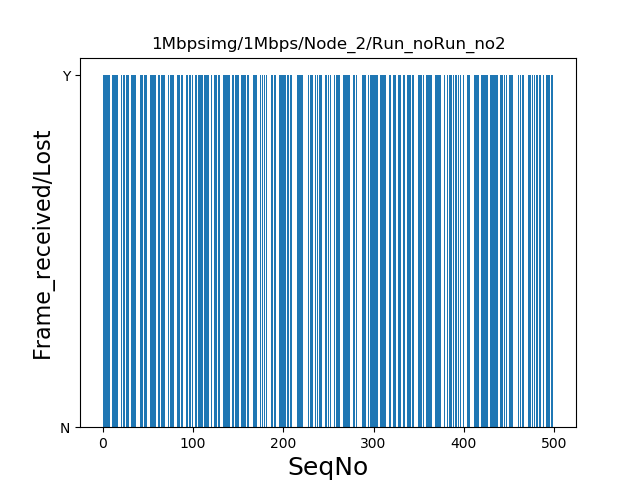 1Mbpsimg/1Mbps/Node_2/Run_noRun_no2
Y
Frame_received/Lost
N
0 100 200 300 400 500
SeqNo